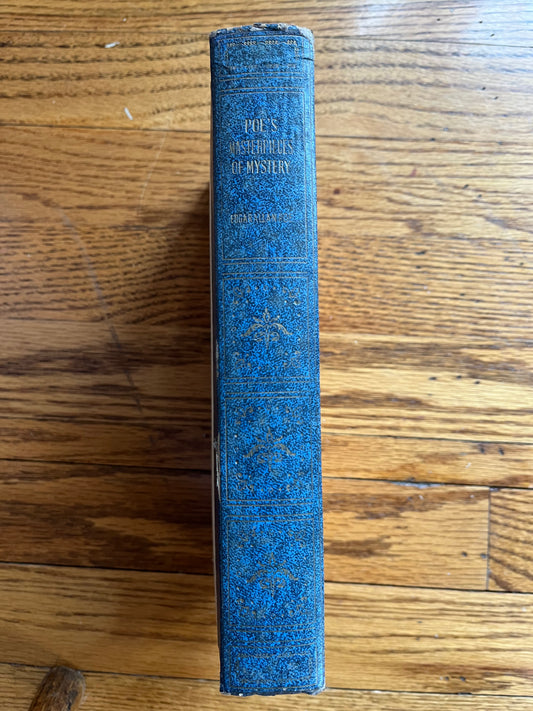 POE'S
MASTERPIECES
OF MYSTERY
EDGAR ALLAN POE